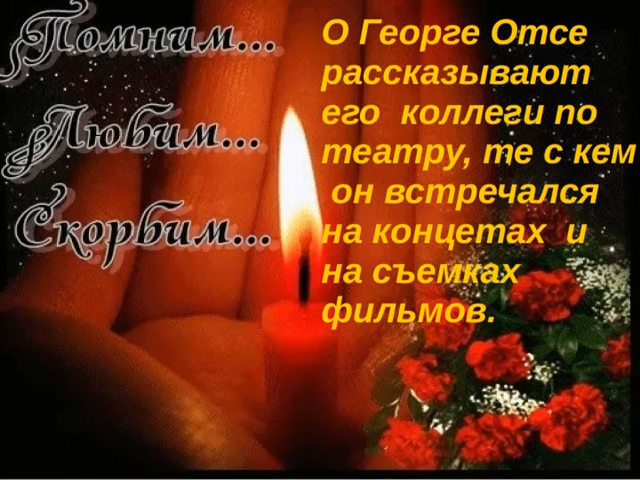 Помним...
Любим...
Скорбим...
О Георге Отсе
рассказывают
его коллеги по
театру, те с кем
он встречался
на концетах и
на съемках
фильмов.